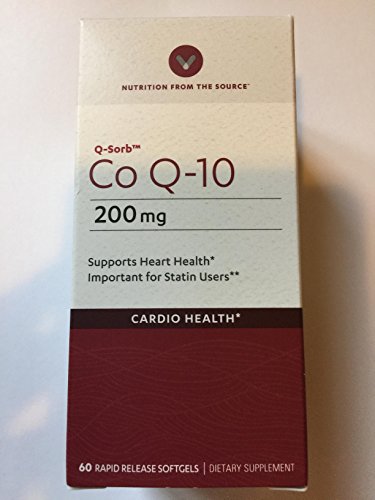 NUTRITION FROM THE SOURCE™
Q-Sorb™
Co Q-10
200 mg
Supports Heart Health*
Important for Statin Users**
CARDIO HEALTH*
60 RAPID RELEASE SOFTGELS | DIETARY SUPPLEMENT